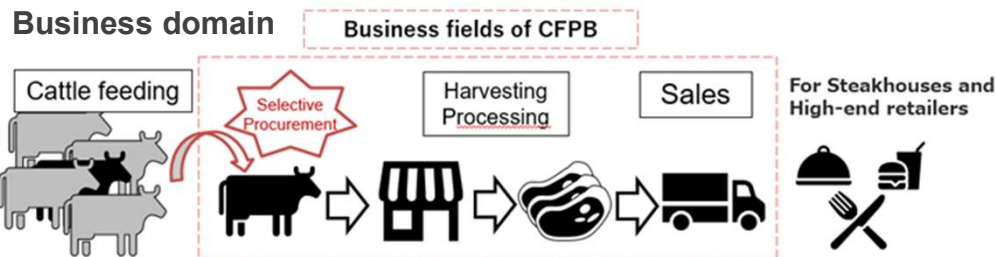 Business domain
Business fields of CFPB
Cattle feeding
Selective
Procurement
Harvesting
Processing
Sales
For Steakhouses and
High-end retailers